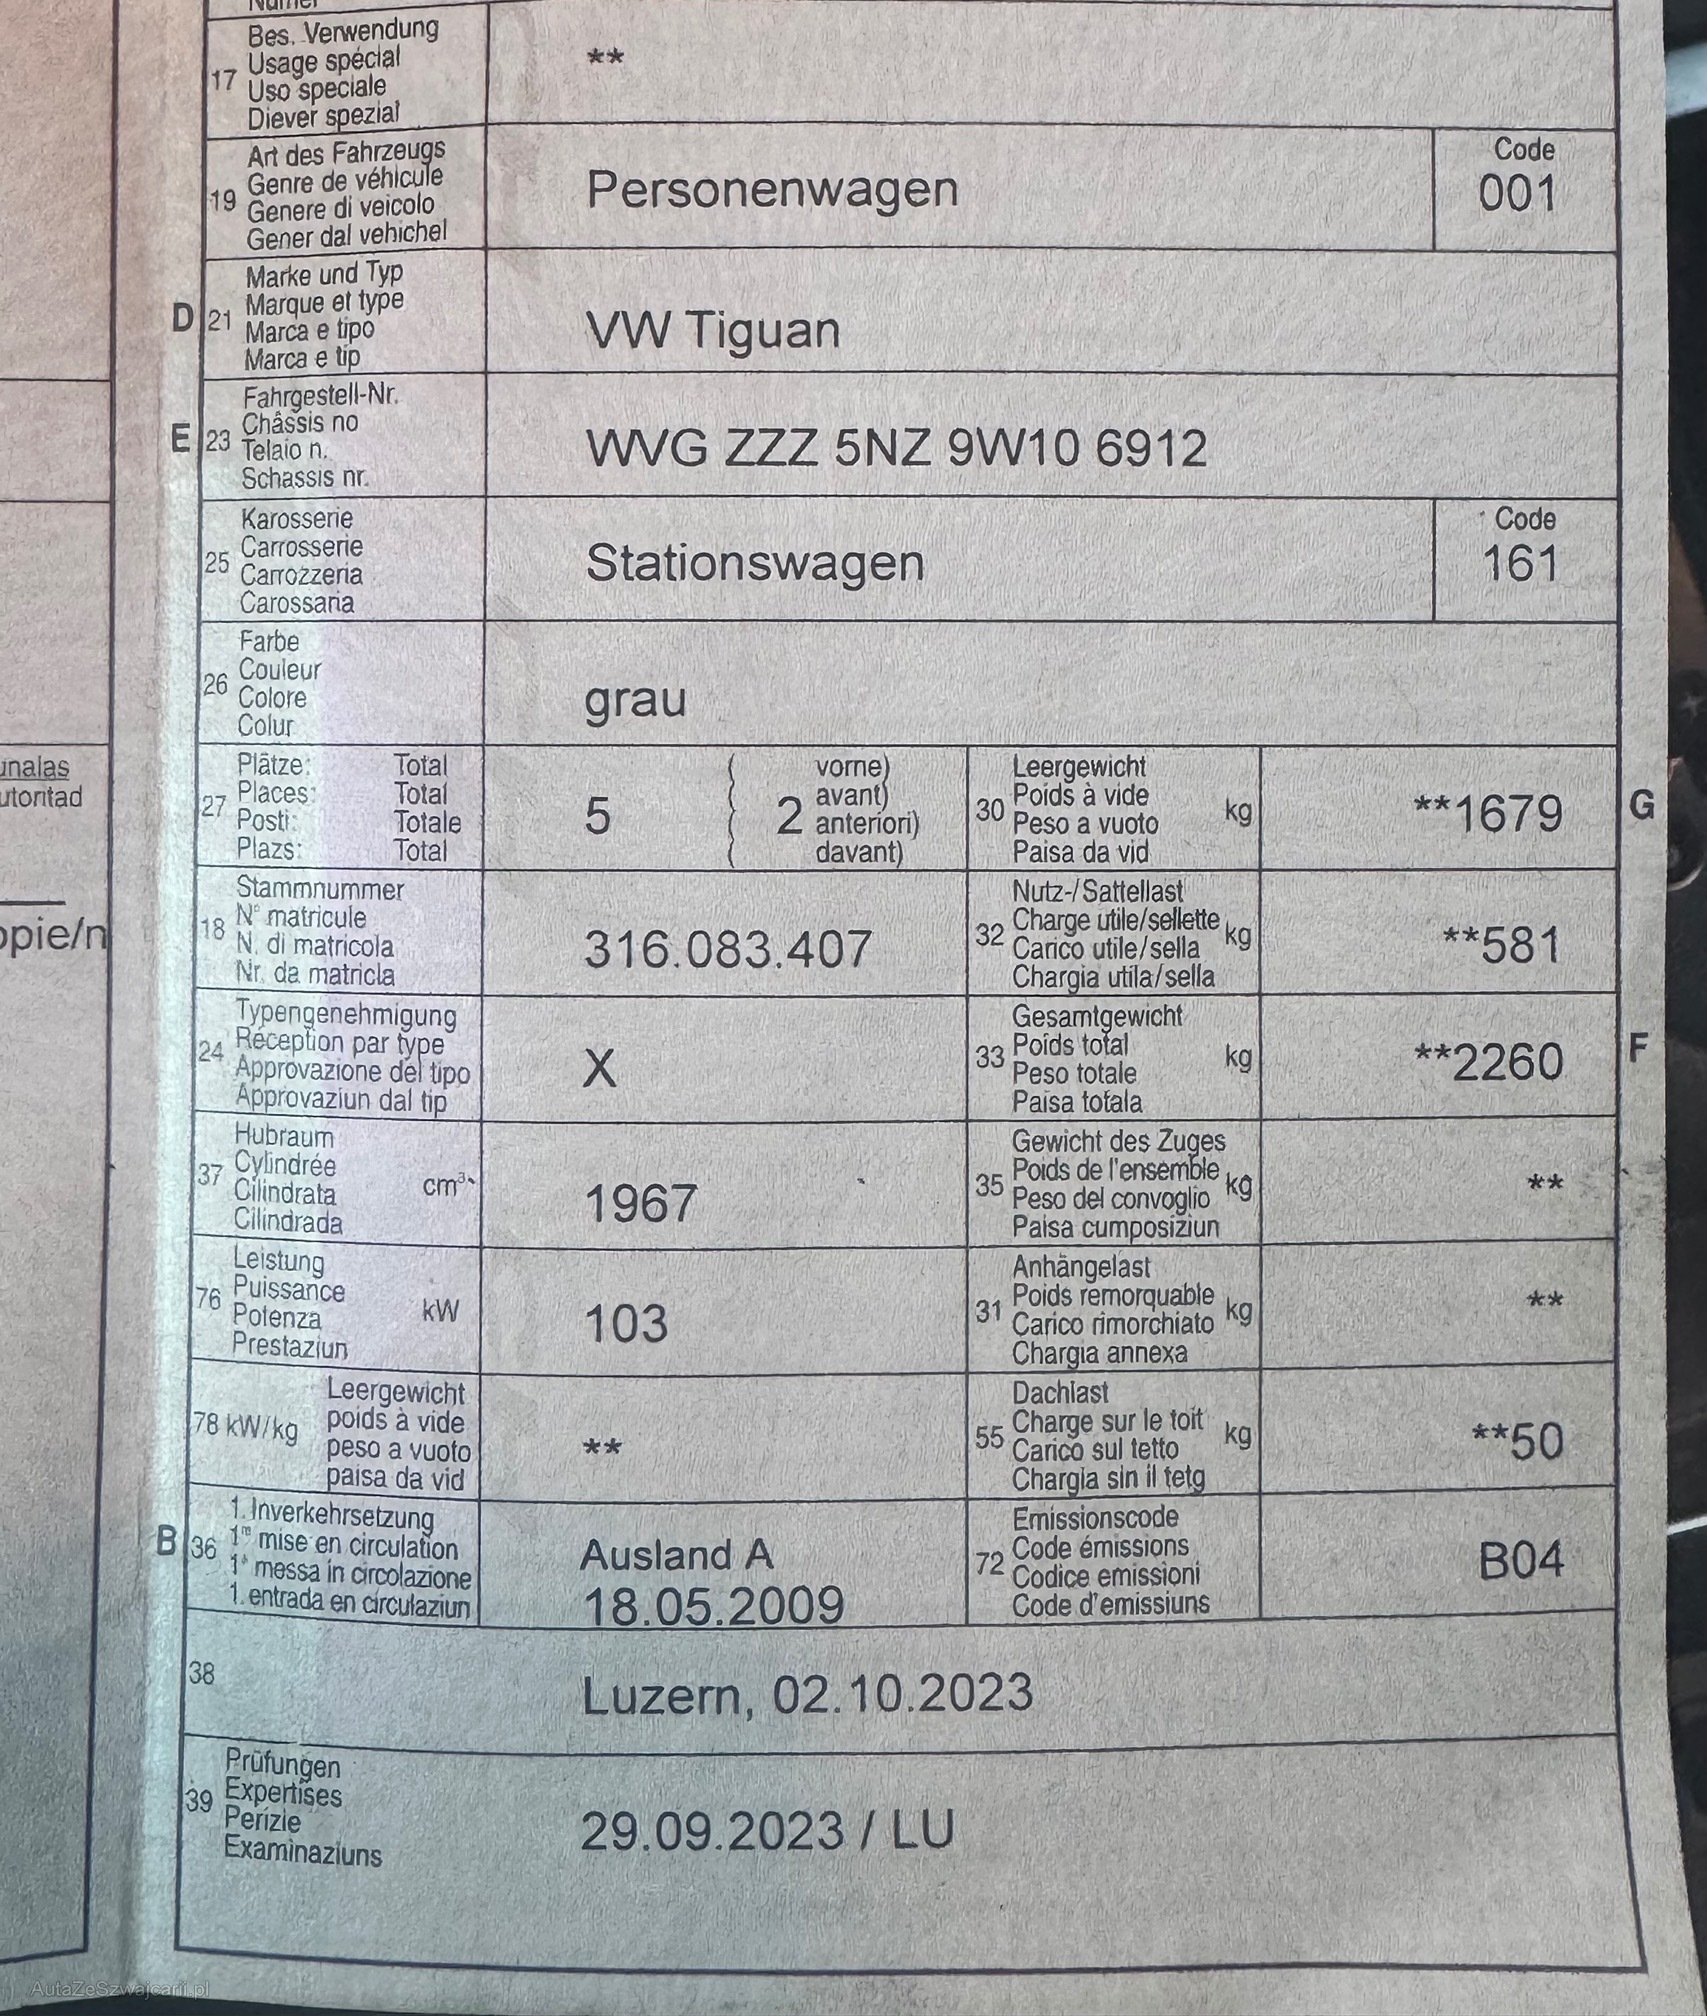 Numer
17
Bes. Verwendung
Usage spécial
Uso speciale
Diever spezial
**
19
Art des Fahrzeugs
Genre de véhicule
Genere di veicolo
Gener dal vehichel
Personenwagen
Code
001
D
21
Marke und Typ
Marque et type
Marca e tipo
Marca e tip
VW Tiguan
E
23
Fahrgestell-Nr.
Châssis no
Telaio n.
Schassis nr.
WVG ZZZ 5NZ 9W10 6912
25
Karosserie
Carrosserie
Carrozzeria
Carossaria
Stationswagen
Code
161
26
Farbe
Couleur
Colore
Colur
grau
27
Plätze: Total
Places: Total
Posti: Totale
Plazs: Total
5
2
vorne)
avant)
anteriori)
davant)
30
Leergewicht
Poids à vide
Peso a vuoto
Paisa da vid
kg
**1679
G
18
Stammnummer
N° matricule
N. di matricola
Nr. da matricla
316.083.407
32
Nutz-/Sattellast
Charge utile/sellette
Carico utile/sella
Chargia utila/sella
kg
**581
24
Typengenehmigung
Réception par type
Approvazione del tipo
Approvaziun dal tip
X
33
Gesamtgewicht
Poids total
Peso totale
Paisa totala
kg
**2260
F
37
Hubraum
Cylindrée
Cilindrata
Cilindrada
cm³
1967
35
Gewicht des Zuges
Poids de l'ensemble
Peso del convoglio
Paisa cumposiziun
kg
**
76
Leistung
Puissance
Potenza
Prestaziun
kW
103
31
Anhängelast
Poids remorquable
Carico rimorchiato
Chargia annexa
kg
**
78 kW/kg
Leergewicht
poids à vide
peso a vuoto
paisa da vid
**
55
Dachlast
Charge sur le toit
Carico sul tetto
Chargia sin il tetg
kg
**50
B
36
1. Inverkehrsetzung
1re mise en circulation
1a messa in circolazione
1. entrada en circulaziun
Ausland A
18.05.2009
72
Emissionscode
Code émissions
Codice emissioni
Code d'emissiuns
B04
38
Luzern, 02.10.2023
39
Prüfungen
Expertises
Perizie
Examinaziuns
29.09.2023 / LU
unalas
utoritad
opie/n
AutaZeSzwajcarii.pl